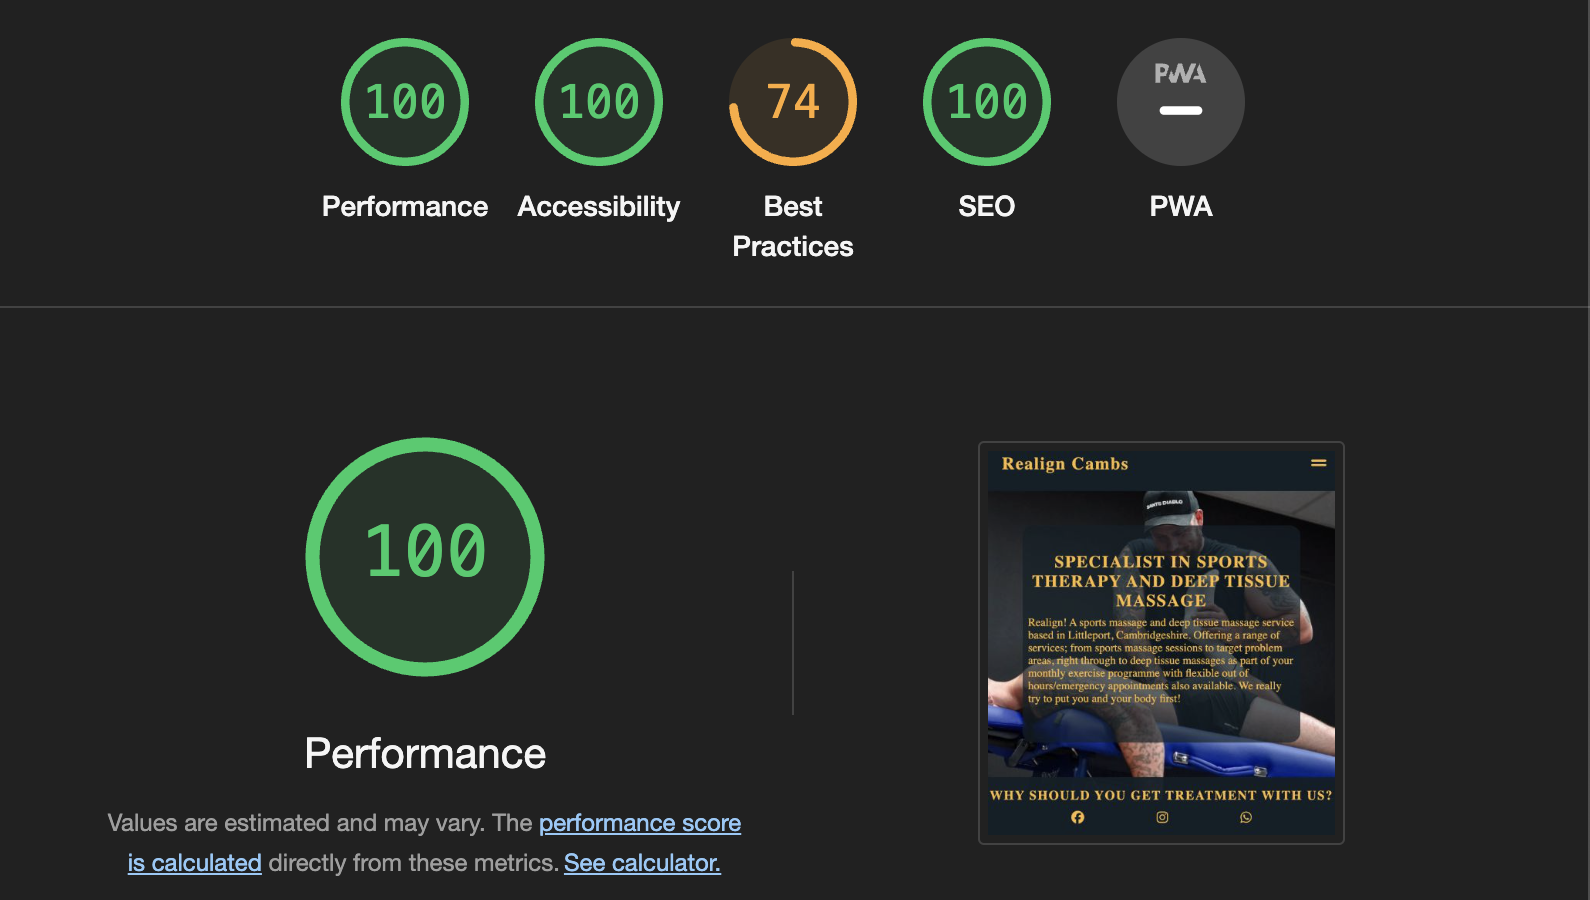 100
100
74
100
PWA
Performance
Accessibility
Best
Practices
SEO
PWA
100
Performance
Values are estimated and may vary. The performance score
is calculated directly from these metrics. See calculator.
Realign Cambs
SANTO DIABLO
SPECIALIST IN SPORTS
THERAPY AND DEEP TISSUE
MASSAGE
Realign! A sports massage and deep tissue massage service
based in Littleport, Cambridgeshire. Offering a range of
services; from sports massage sessions to target problem
areas, right through to deep tissue massages as part of your
monthly exercise programme with flexible out of
hours/emergency appointments also available. We really
try to put you and your body first!
WHY SHOULD YOU GET TREATMENT WITH US?